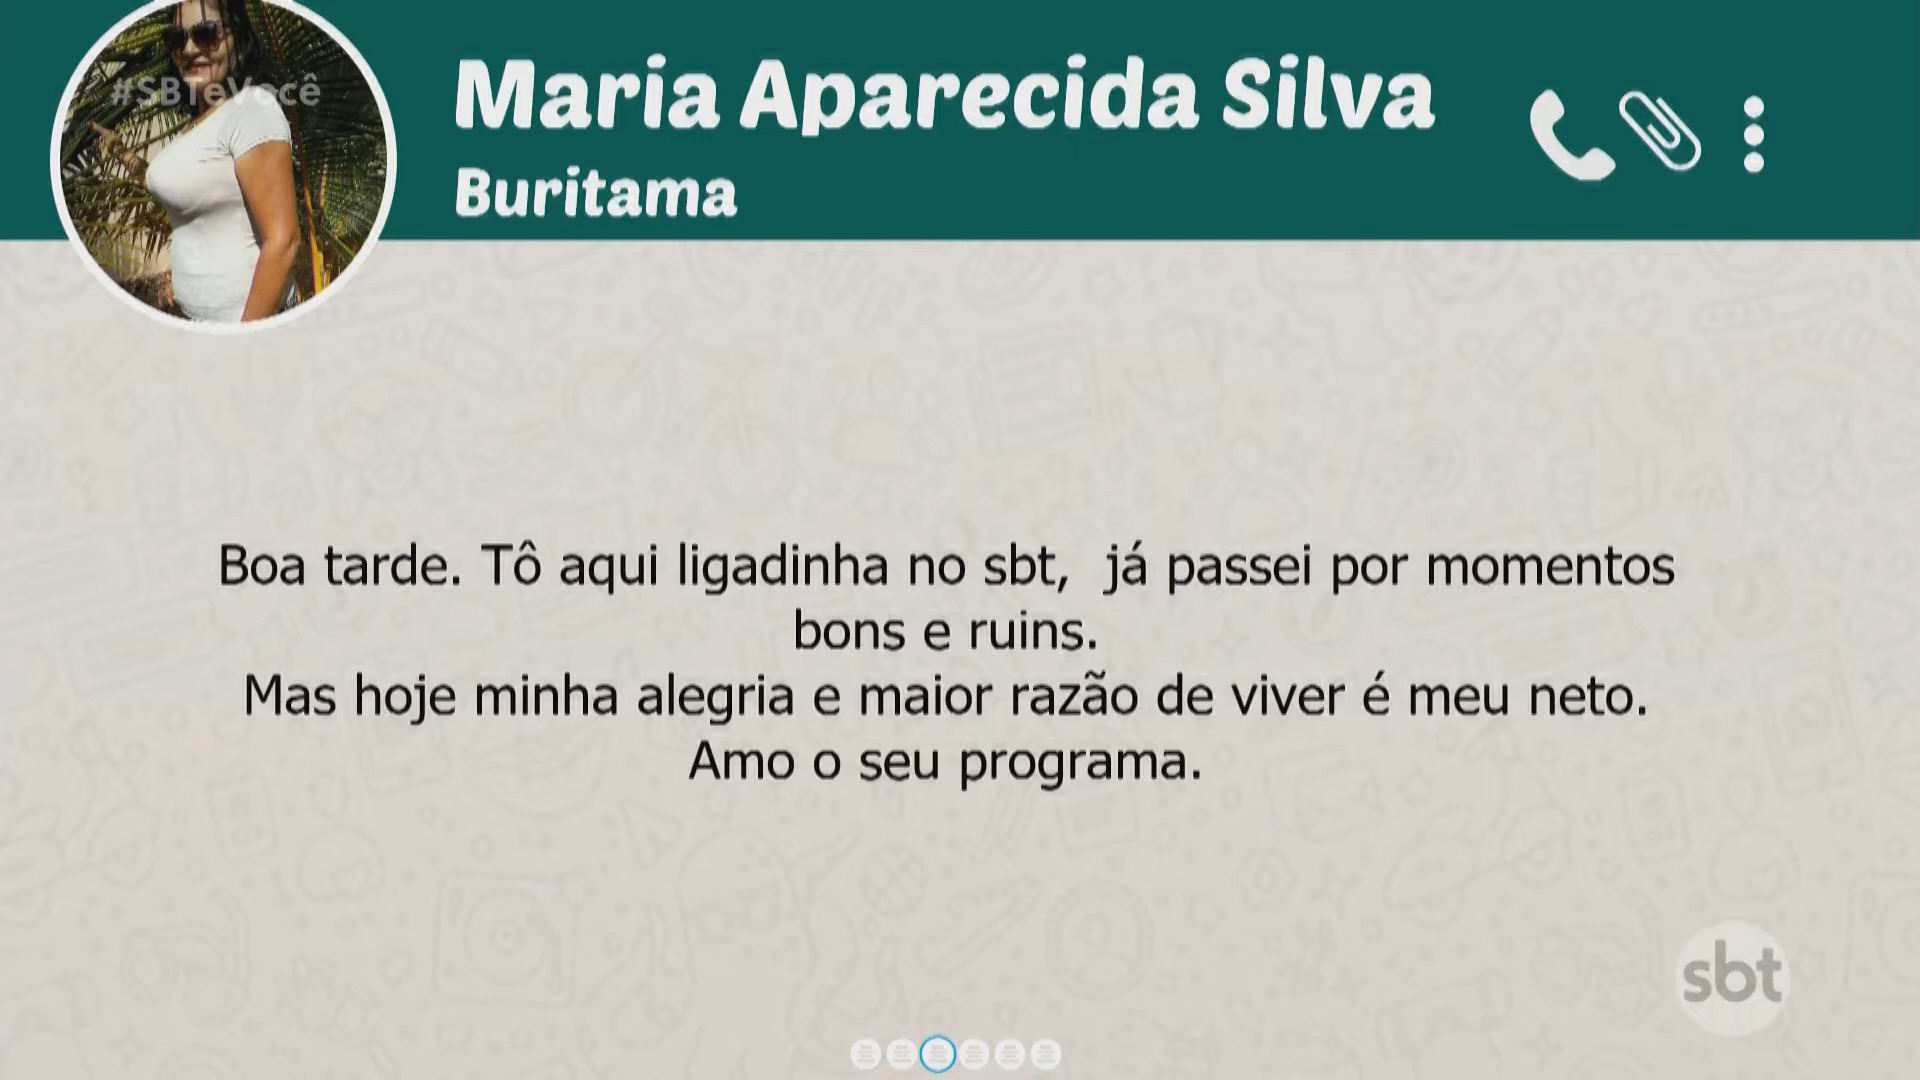 #SBTeVocê
Maria Aparecida Silva
Buritama
Boa tarde. Tô aqui ligadinha no sbt,  já passei por momentos
bons e ruins.
Mas hoje minha alegria e maior razão de viver é meu neto.
Amo o seu programa.
sbt